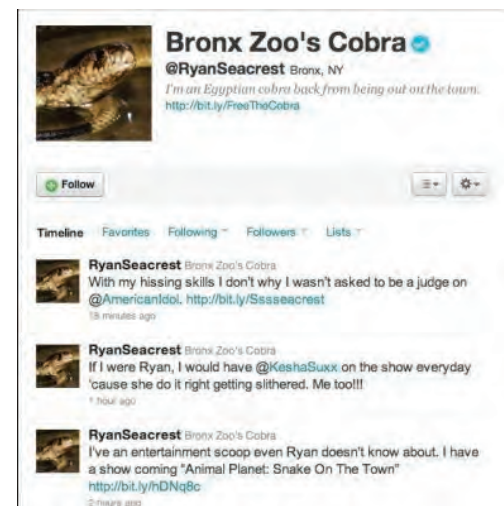 Bronx Zoo's Cobra
@RyanSeacrest Bronx, NY
I'm an Egyptian cobra back from being out on the town.
http://bit.ly/FreeTheCobra
Follow
Timeline Favorites Following Followers Lists
RyanSeacrest Bronx Zoo's Cobra
With my hissing skills I don't why I wasn't asked to be a judge on
@AmericanIdol. http://bit.ly/Sssseacrest
18 minutes ago
RyanSeacrest Bronx Zoo's Cobra
If I were Ryan, I would have @KeshaSuxx on the show everyday
'cause she do it right getting slithered. Me too!!!
1 hour ago
RyanSeacrest Bronx Zoo's Cobra
I've an entertainment scoop even Ryan doesn't know about. I have
a show coming "Animal Planet: Snake On The Town"
http://bit.ly/hDNq8c
2 hours ago